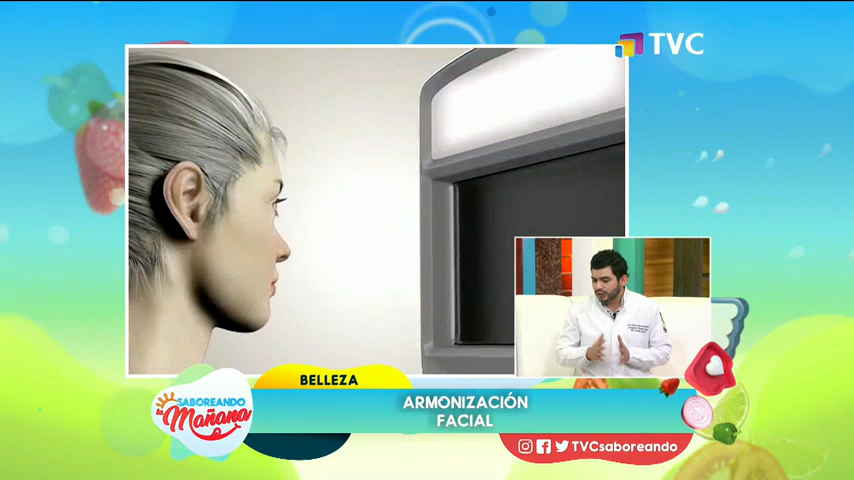 TVC
BELLEZA
SABOREANDO
la Mañana
ARMONIZACIÓN
FACIAL
TVCsaboreando